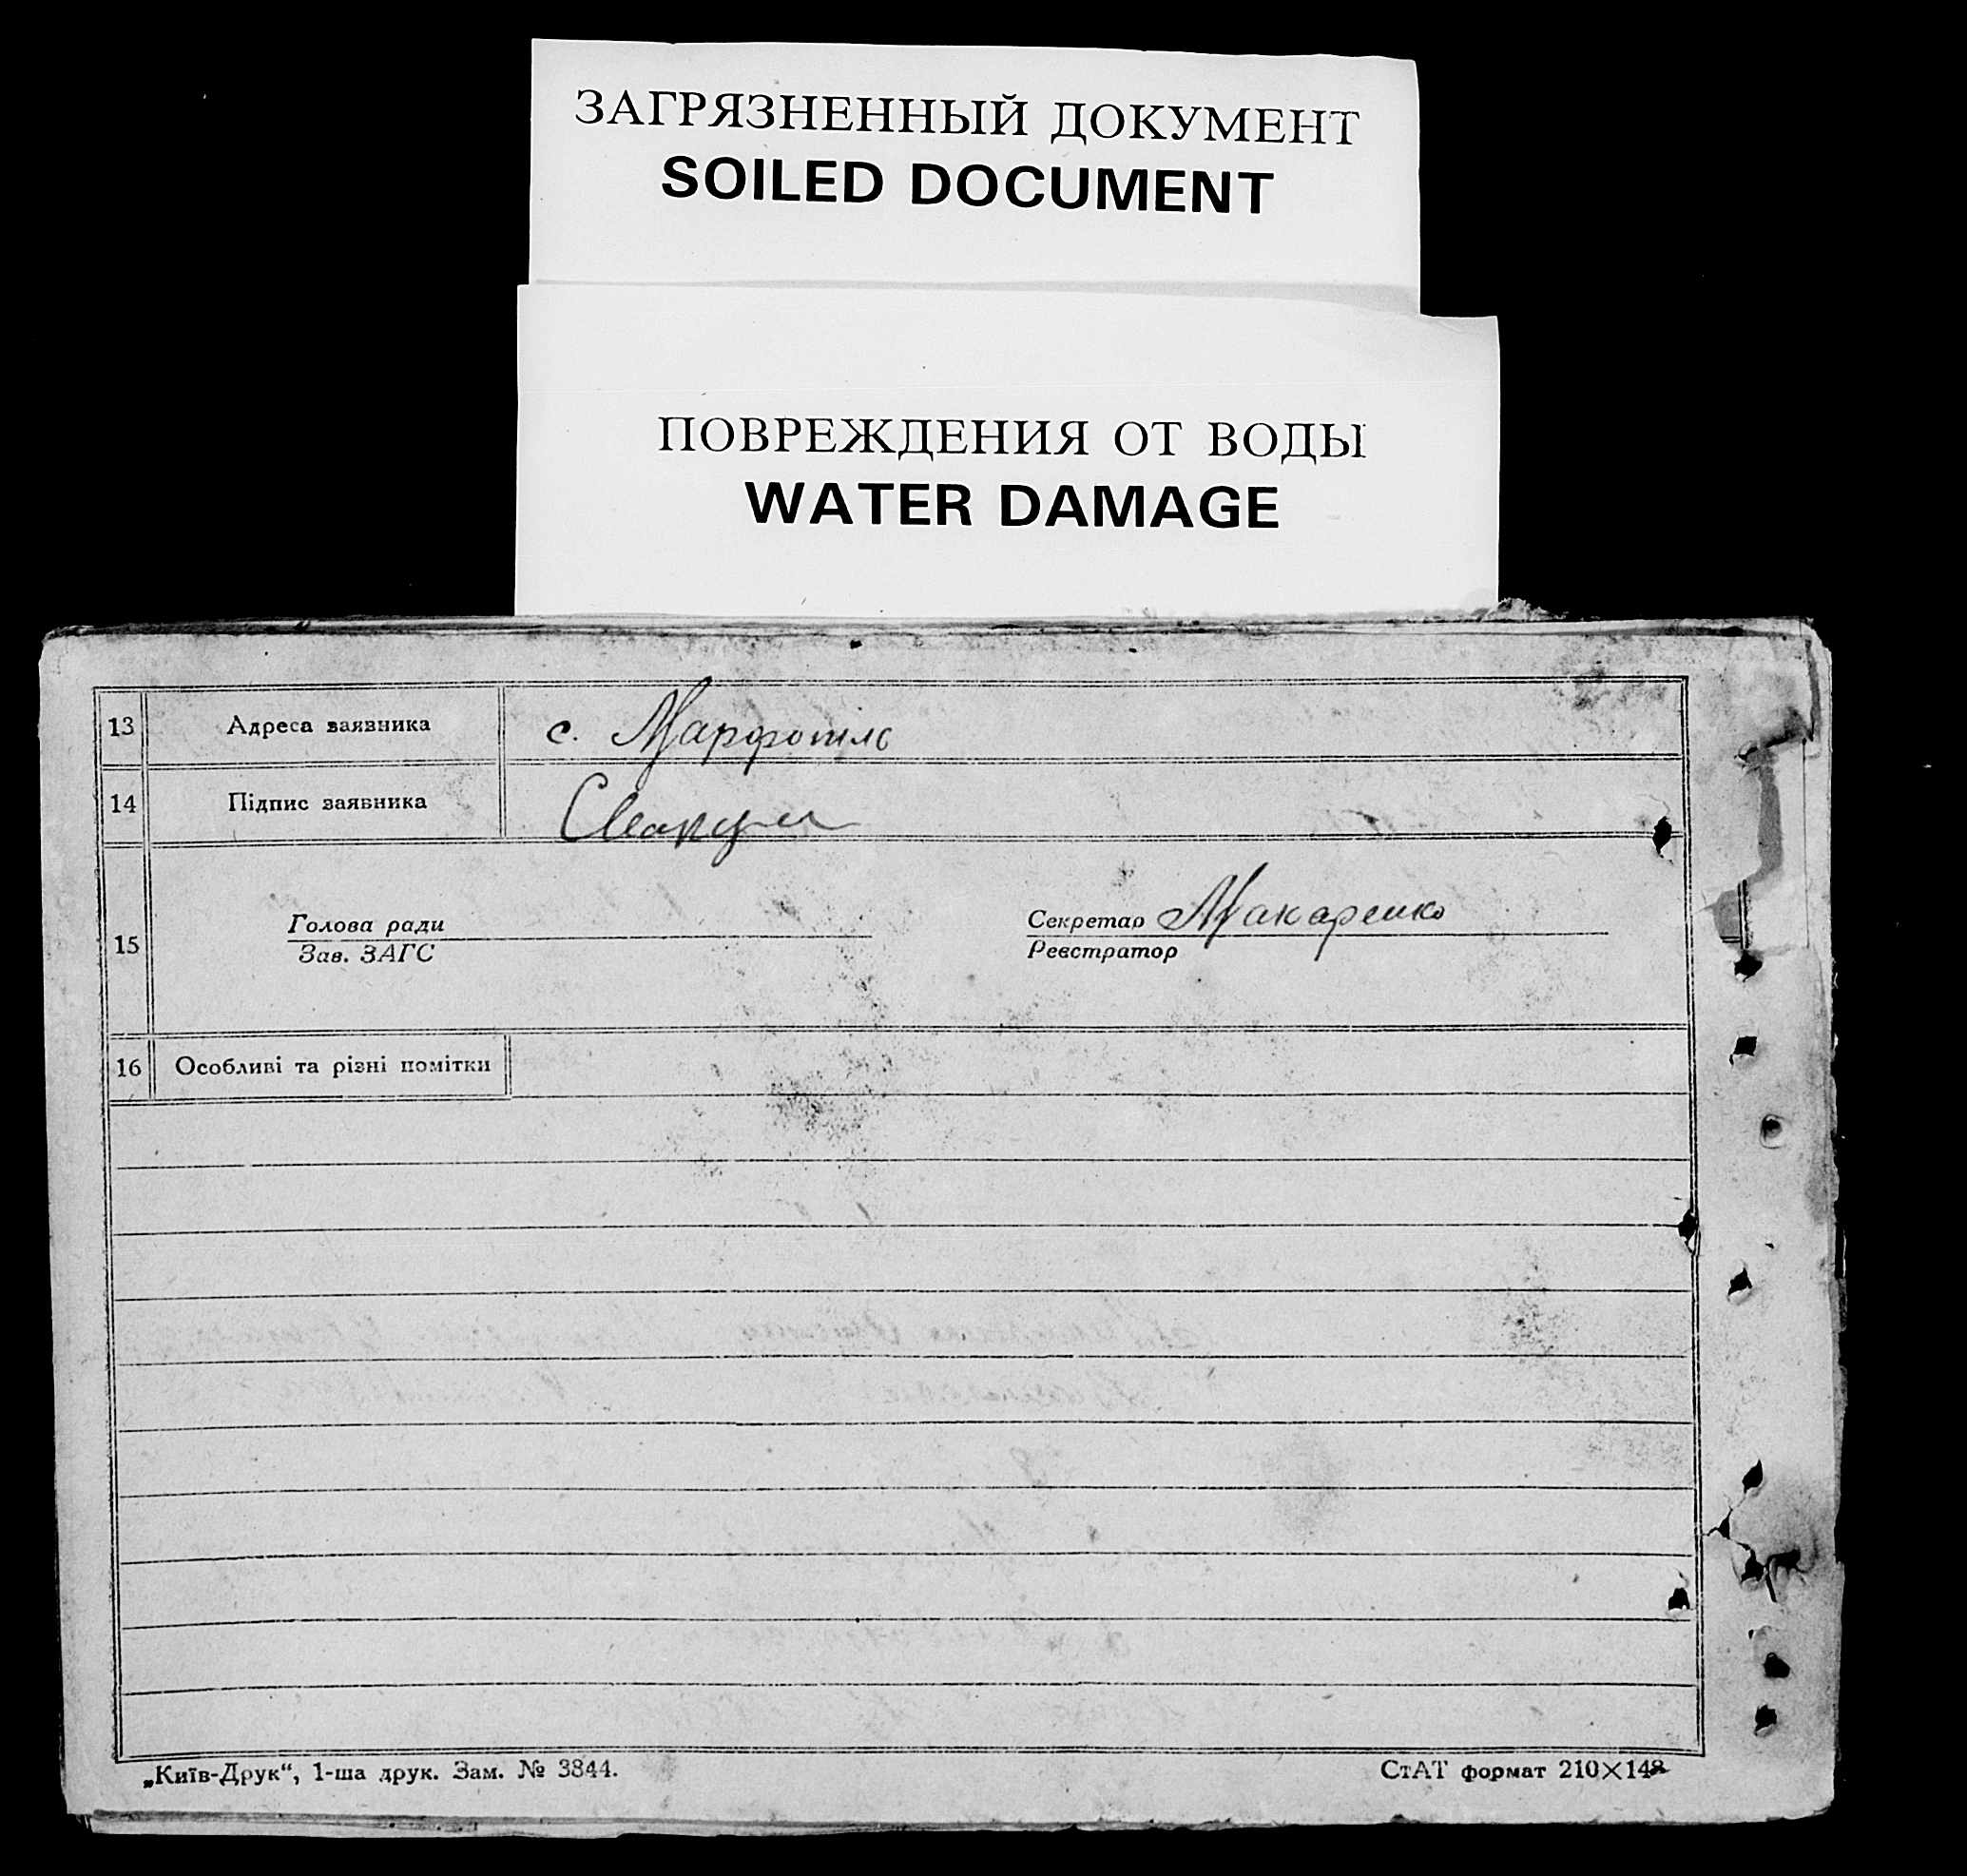 ЗАГРЯЗНЕННЫЙ ДОКУМЕНТ
SOILED DOCUMENT
ПОВРЕЖДЕНИЯ ОТ ВОДЫ
WATER DAMAGE
13 Адреса заявника с. Марфопіль
14 Підпис заявника
15 Голова ради
Зав. ЗАГС
Секретар Макаренко
Реєстратор
16 Особливі та різні помітки
„Київ-Друк“, 1-ша друк. Зам. № 3844.
СтАТ формат 210×148